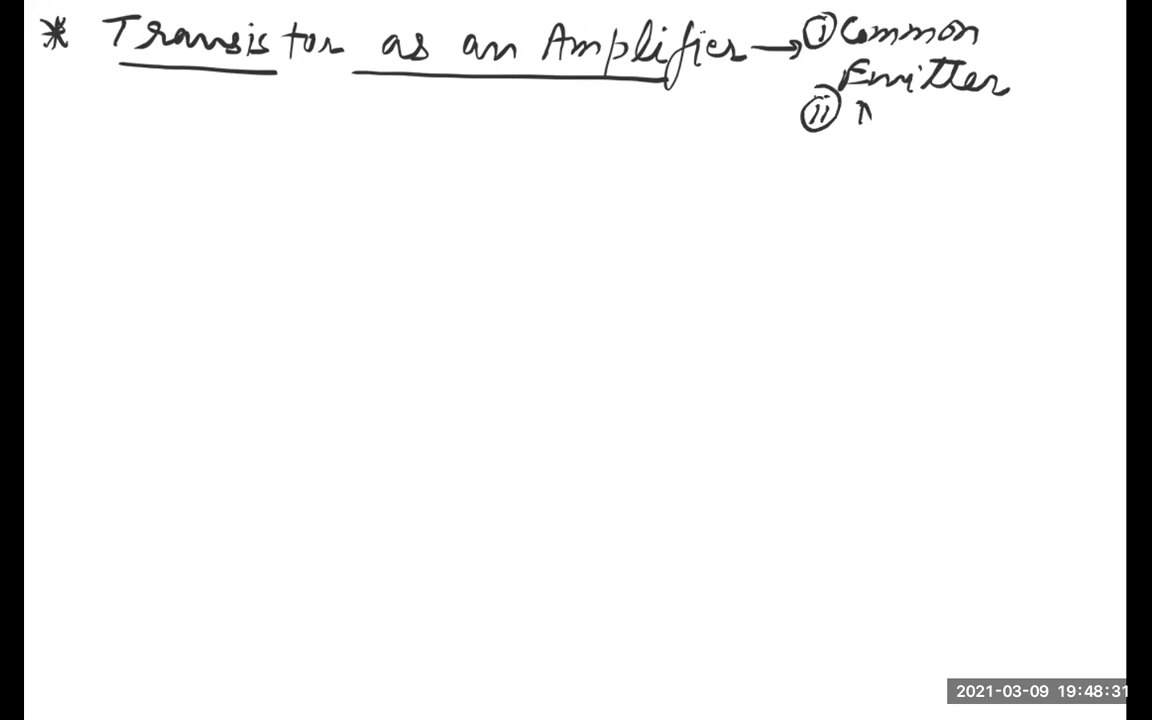 * Transistor as an Amplifier → (i) Common
Emitter
(ii)
2021-03-09 19:48:31